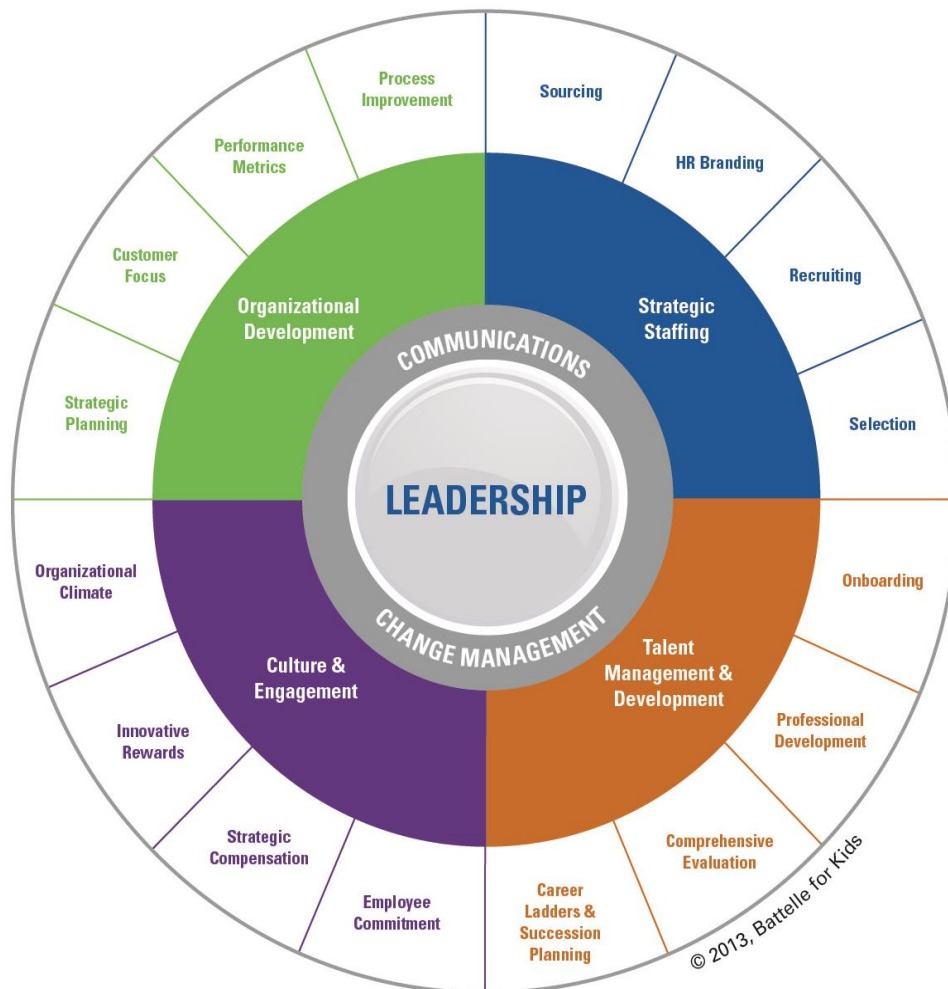 Process
Improvement
Sourcing
Performance
Metrics
HR Branding
Customer
Focus
Recruiting
Organizational
Development
Strategic
Staffing
COMMUNICATIONS
Strategic
Planning
Selection
LEADERSHIP
Organizational
Climate
Onboarding
CHANGE MANAGEMENT
Culture &
Engagement
Talent
Management &
Development
Innovative
Rewards
Professional
Development
Strategic
Compensation
Comprehensive
Evaluation
Employee
Commitment
Career
Ladders &
Succession
Planning
© 2013, Battelle for Kids